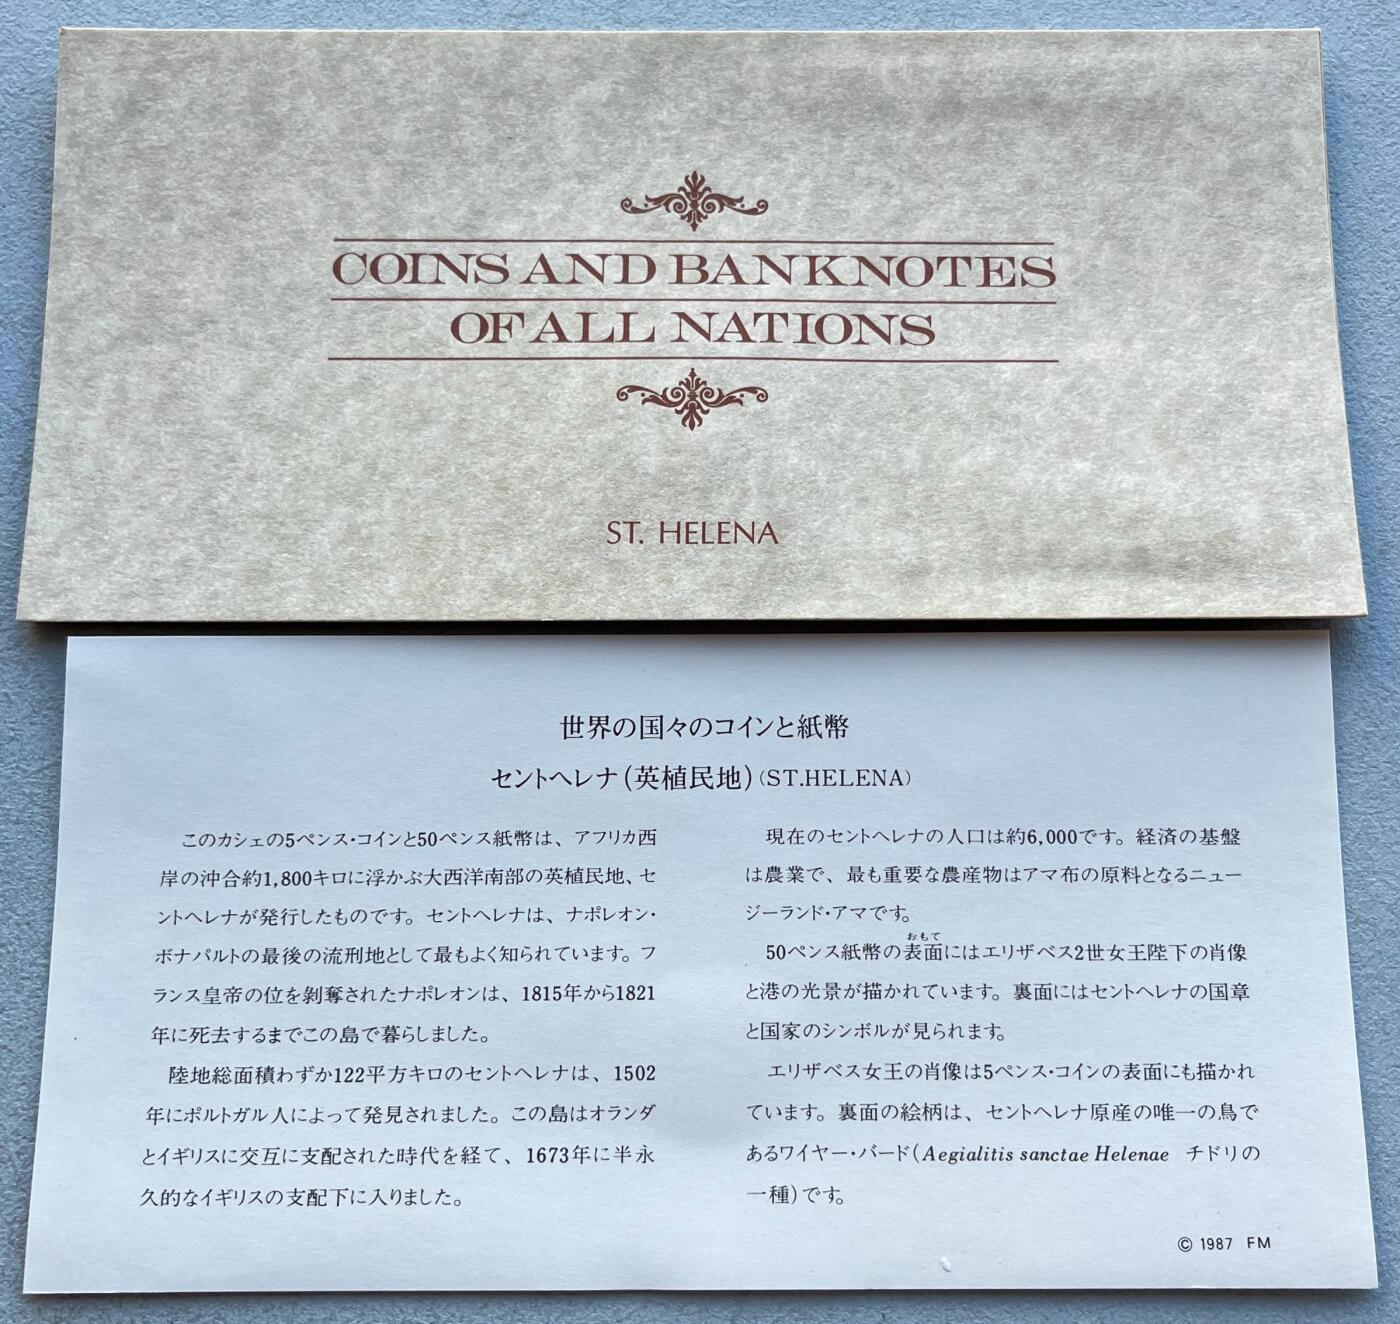 COINS AND BANKNOTES
OF ALL NATIONS
ST. HELENA
世界の国々のコインと紙幣
セントヘレナ(英植民地)(ST.HELENA)
このカシェの5ペンス・コインと50ペンス紙幣は、アフリカ西
岸の沖合約1,800キロに浮かぶ大西洋南部の英植民地、セ
ントヘレナが発行したものです。セントヘレナは、ナポレオン・
ボナパルトの最後の流刑地として最もよく知られています。フ
ランス皇帝の位を剝奪されたナポレオンは、1815年から1821
年に死去するまでこの島で暮らしました。
陸地総面積わずか122平方キロのセントヘレナは、1502
年にポルトガル人によって発見されました。この島はオランダ
とイギリスに交互に支配された時代を経て、1673年に半永
久的なイギリスの支配下に入りました。
現在のセントヘレナの人口は約6,000です。経済の基盤
は農業で、最も重要な農産物はアマ布の原料となるニュー
ジーランド・アマです。
おもて
50ペンス紙幣の表面にはエリザベス2世女王陛下の肖像
と港の光景が描かれています。裏面にはセントヘレナの国章
と国家のシンボルが見られます。
エリザベス女王の肖像は5ペンス・コインの表面にも描かれ
ています。裏面の絵柄は、セントヘレナ原産の唯一の鳥で
あるワイヤー・バード(Aegialitis sanctae Helenae チドリの
一種)です。
© 1987 FM